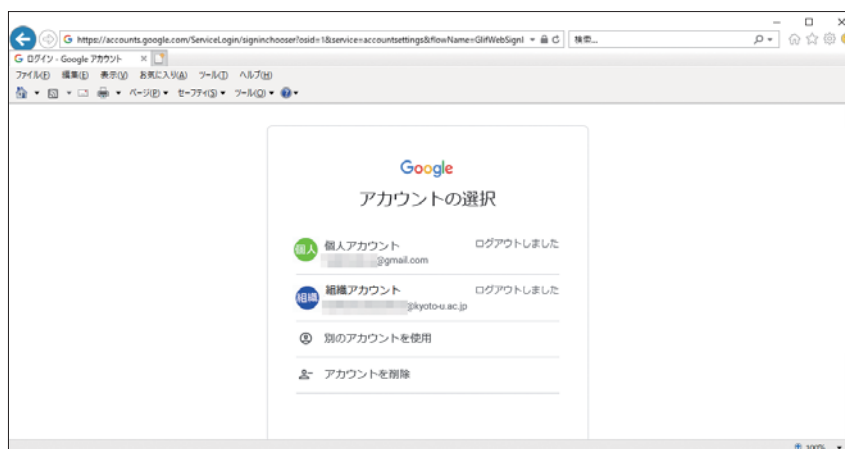 https://accounts.google.com/ServiceLogin/signinchooser?osid=1&service=accountsettings&flowName=GlifWebSignI
検索...
ログイン - Google アカウント
ファイル(F) 編集(E) 表示(V) お気に入り(A) ツール(T) ヘルプ(H)
ページ(P) セーフティ(S) ツール(O)
Google
アカウントの選択
個人 個人アカウント ログアウトしました
@gmail.com
組織 組織アカウント ログアウトしました
@kyoto-u.ac.jp
別のアカウントを使用
アカウントを削除
100%